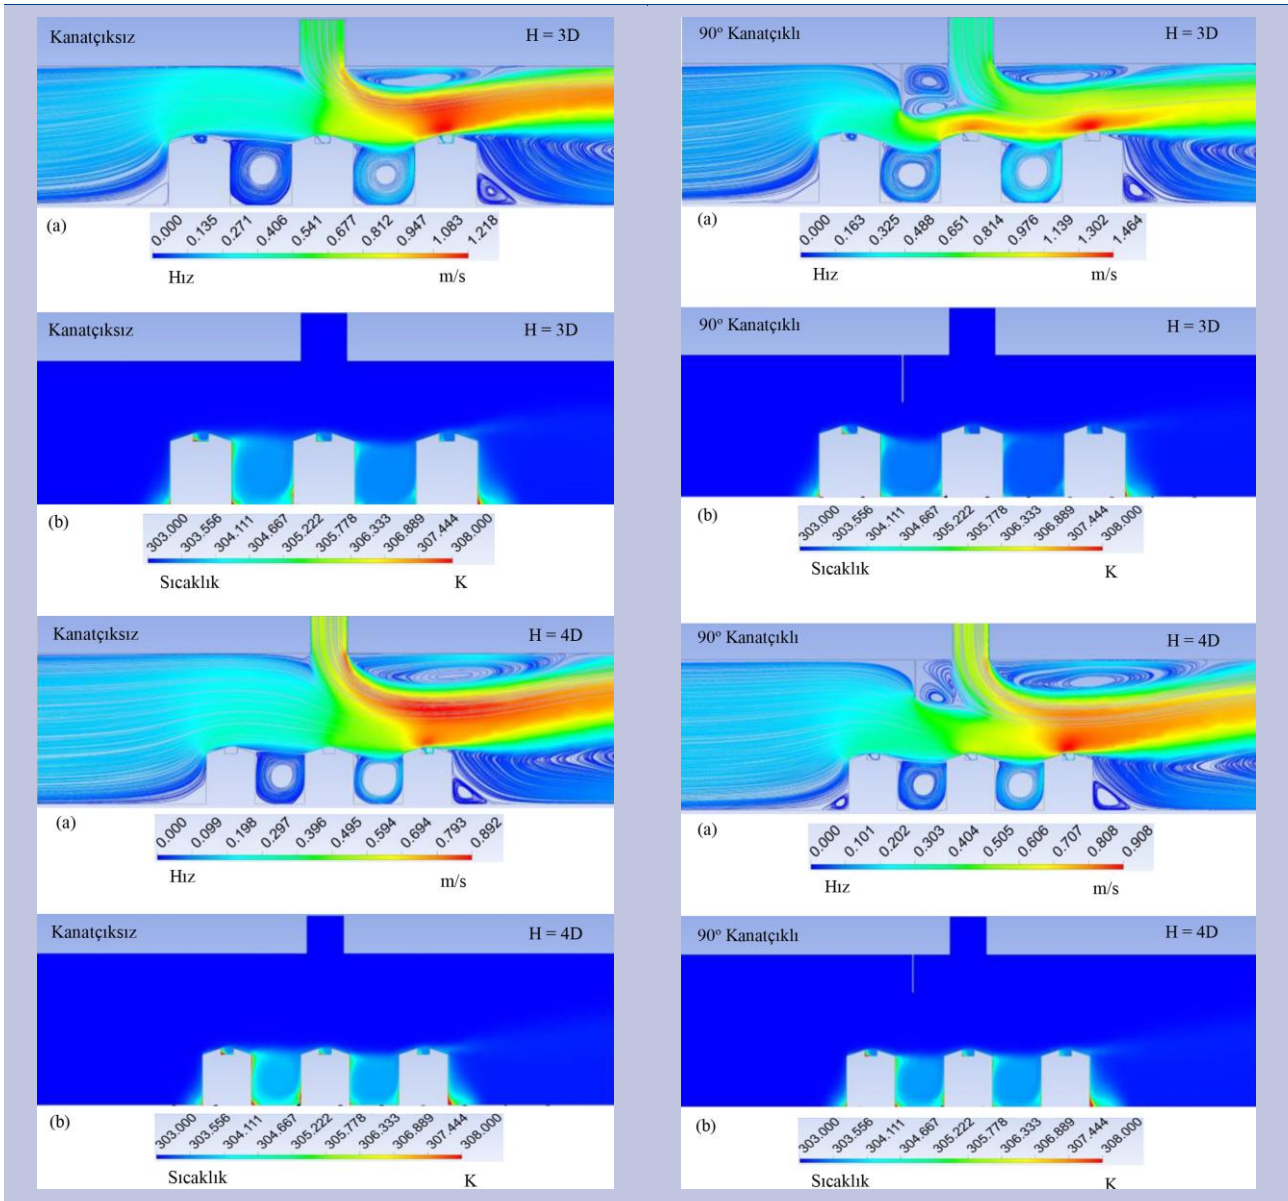 Kanatçıksız H = 3D
(a)
0.000 0.135 0.271 0.406 0.541 0.677 0.812 0.947 1.083 1.218
Hız m/s
Kanatçıksız H = 3D
(b)
303.000 303.556 304.111 304.667 305.222 305.778 306.333 306.889 307.444 308.000
Sıcaklık K
Kanatçıksız H = 4D
(a)
0.000 0.099 0.198 0.297 0.396 0.495 0.594 0.694 0.793 0.892
Hız m/s
Kanatçıksız H = 4D
(b)
303.000 303.556 304.111 304.667 305.222 305.778 306.333 306.889 307.444 308.000
Sıcaklık K
90° Kanatçıklı H = 3D
(a)
0.000 0.163 0.325 0.488 0.651 0.814 0.976 1.139 1.302 1.464
Hız m/s
90° Kanatçıklı H = 3D
(b)
303.000 303.556 304.111 304.667 305.222 305.778 306.333 306.889 307.444 308.000
Sıcaklık K
90° Kanatçıklı H = 4D
(a)
0.000 0.101 0.202 0.303 0.404 0.505 0.606 0.707 0.808 0.908
Hız m/s
90° Kanatçıklı H = 4D
(b)
303.000 303.556 304.111 304.667 305.222 305.778 306.333 306.889 307.444 308.000
Sıcaklık K